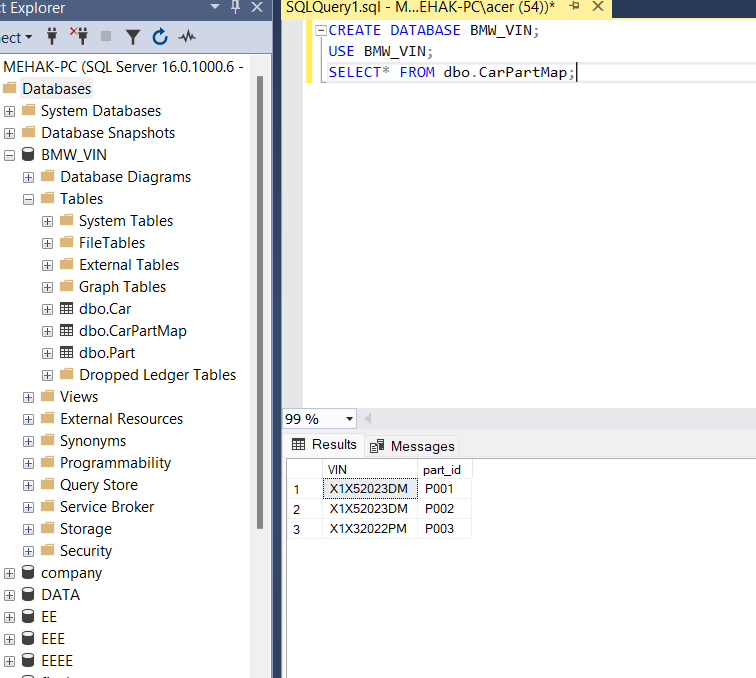 ct Explorer
ect
MEHAK-PC (SQL Server 16.0.1000.6 -
Databases
System Databases
Database Snapshots
BMW_VIN
Database Diagrams
Tables
System Tables
FileTables
External Tables
Graph Tables
dbo.Car
dbo.CarPartMap
dbo.Part
Dropped Ledger Tables
Views
External Resources
Synonyms
Programmability
Query Store
Service Broker
Storage
Security
company
DATA
EE
EEE
EEEE
SQLQuery1.sql - M...EHAK-PC\acer (54))*
CREATE DATABASE BMW_VIN;
USE BMW_VIN;
SELECT* FROM dbo.CarPartMap;
99 %
Results Messages
VIN part_id
1 X1X52023DM P001
2 X1X52023DM P002
3 X1X32022PM P003